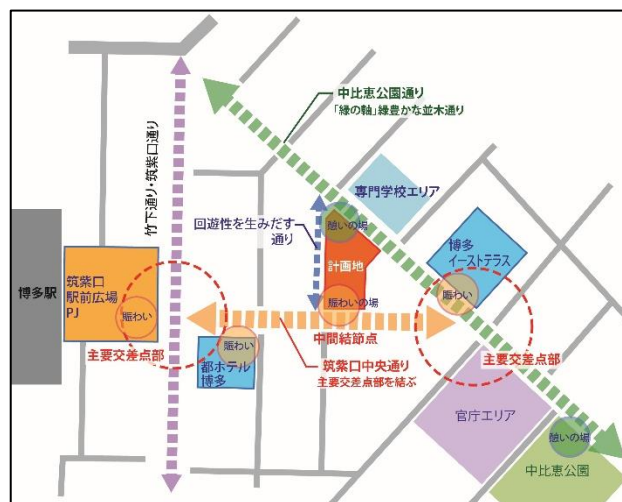 中比恵公園通り
「緑の軸」緑豊かな並木通り
竹下通り・筑紫口通り
専門学校エリア
回遊性を生みだす
通り
憩いの場
計画地
博多
イーストテラス
博多駅
筑紫口
駅前広場
PJ
賑わい
賑わいの場
賑わい
主要交差点部
中間結節点
賑わい
都ホテル
博多
筑紫口中央通り
主要交差点部を結ぶ
主要交差点部
官庁エリア
憩いの場
中比恵公園